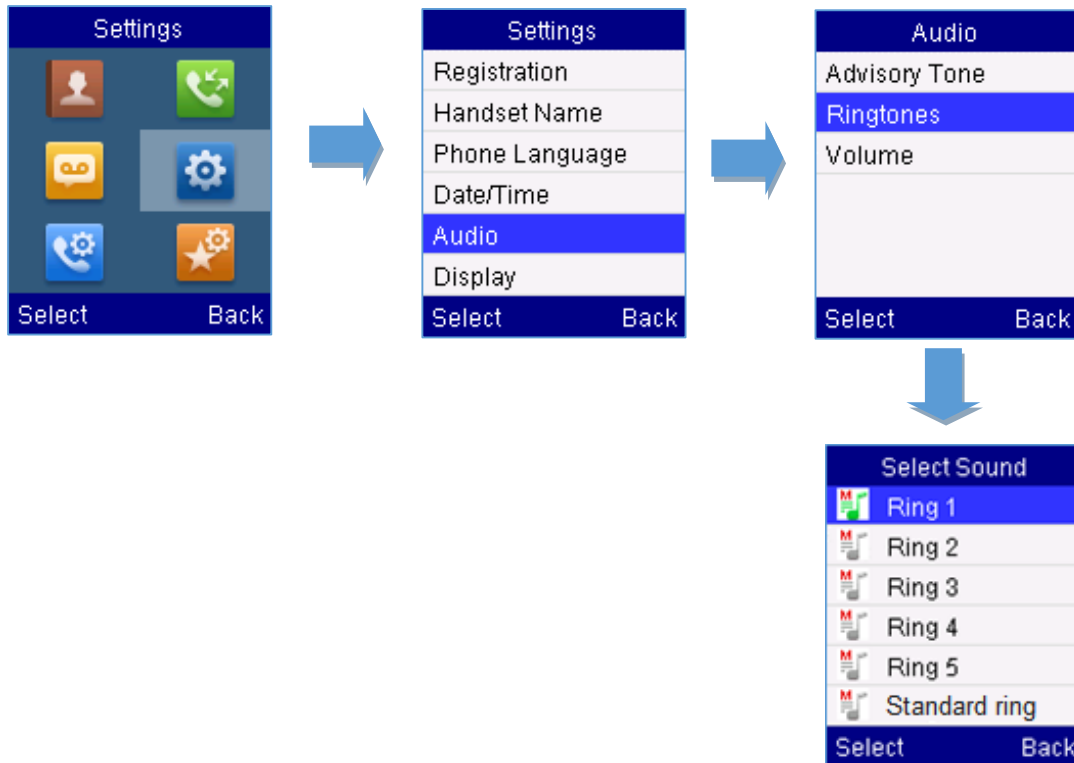 Settings
Select Back
Settings
Registration
Handset Name
Phone Language
Date/Time
Audio
Display
Select Back
Audio
Advisory Tone
Ringtones
Volume
Select Back
Select Sound
M Ring 1
M Ring 2
M Ring 3
M Ring 4
M Ring 5
M Standard ring
Select Back